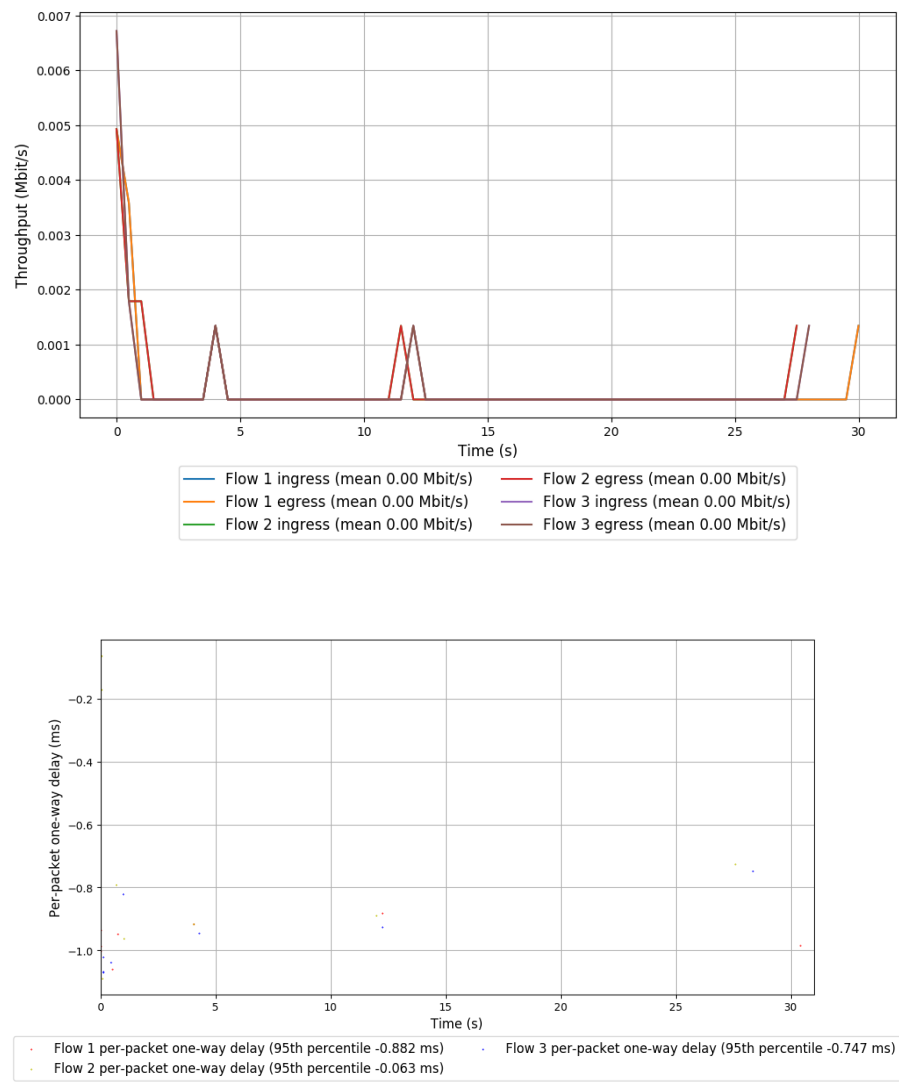 0.007
0.006
0.005
0.004
0.003
0.002
0.001
0.000
Throughput (Mbit/s)
0 5 10 15 20 25 30
Time (s)
Flow 1 ingress (mean 0.00 Mbit/s) Flow 2 egress (mean 0.00 Mbit/s)
Flow 1 egress (mean 0.00 Mbit/s) Flow 3 ingress (mean 0.00 Mbit/s)
Flow 2 ingress (mean 0.00 Mbit/s) Flow 3 egress (mean 0.00 Mbit/s)
−0.2
−0.4
−0.6
−0.8
−1.0
Per-packet one-way delay (ms)
0 5 10 15 20 25 30
Time (s)
Flow 1 per-packet one-way delay (95th percentile -0.882 ms) Flow 3 per-packet one-way delay (95th percentile -0.747 ms)
Flow 2 per-packet one-way delay (95th percentile -0.063 ms)